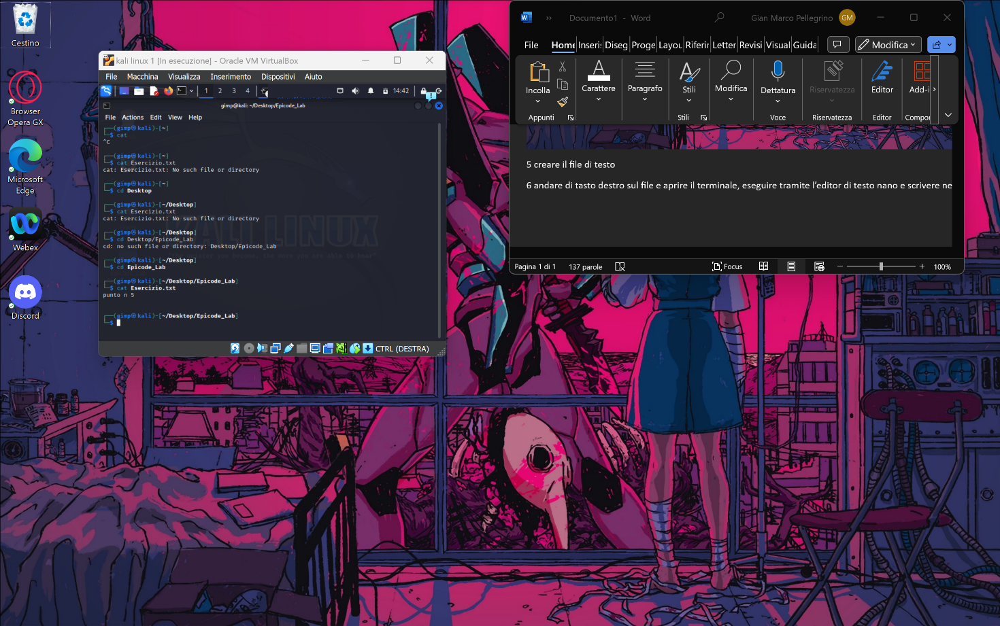 Cestino
Browser
Opera GX
Microsoft
Edge
Webex
Discord
kali linux 1 [In esecuzione] - Oracle VM VirtualBox
File Macchina Visualizza Inserimento Dispositivi Aiuto
1 2 3 4 14:42
gimp@kali: ~/Desktop/Epicode_Lab
File Actions Edit View Help
┌──(gimp㉿kali)-[~]
└─$ cat
^C
┌──(gimp㉿kali)-[~]
└─$ cat Esercizio.txt
cat: Esercizio.txt: No such file or directory
┌──(gimp㉿kali)-[~]
└─$ cd Desktop
┌──(gimp㉿kali)-[~/Desktop]
└─$ cat Esercizio.txt
cat: Esercizio.txt: No such file or directory
┌──(gimp㉿kali)-[~/Desktop]
└─$ cd Desktop/Epicode_Lab
cd: no such file or directory: Desktop/Epicode_Lab
┌──(gimp㉿kali)-[~/Desktop]
└─$ cd Epicode_Lab
┌──(gimp㉿kali)-[~/Desktop/Epicode_Lab]
└─$ cat Esercizio.txt
punto n 5
┌──(gimp㉿kali)-[~/Desktop/Epicode_Lab]
└─$
KALI LINUX
CTRL (DESTRA)
Documento1 - Word Gian Marco Pellegrino GM
File Home Inseris Diseg Proge Layou Riferir Letter Revisi Visual Guida Modifica
Incolla Carattere Paragrafo Stili Modifica Dettatura Riservatezza Editor Add-i
Appunti Stili Voce Riservatezza Editor Compor
5 creare il file di testo
6 andare di tasto destro sul file e aprire il terminale, eseguire tramite l'editor di testo nano e scrivere ne
Pagina 1 di 1 137 parole Focus 100%